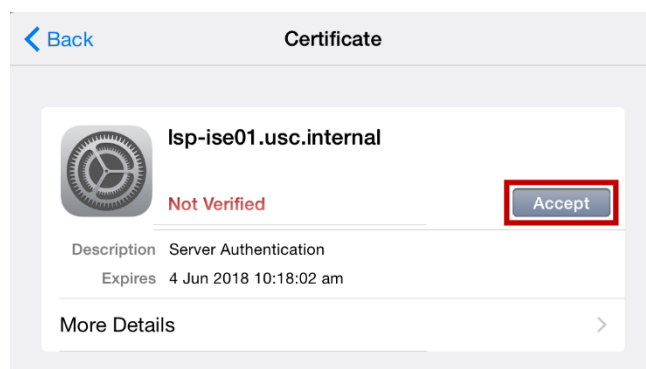 Back Certificate
lsp-ise01.usc.internal
Not Verified Accept
Description Server Authentication
Expires 4 Jun 2018 10:18:02 am
More Details